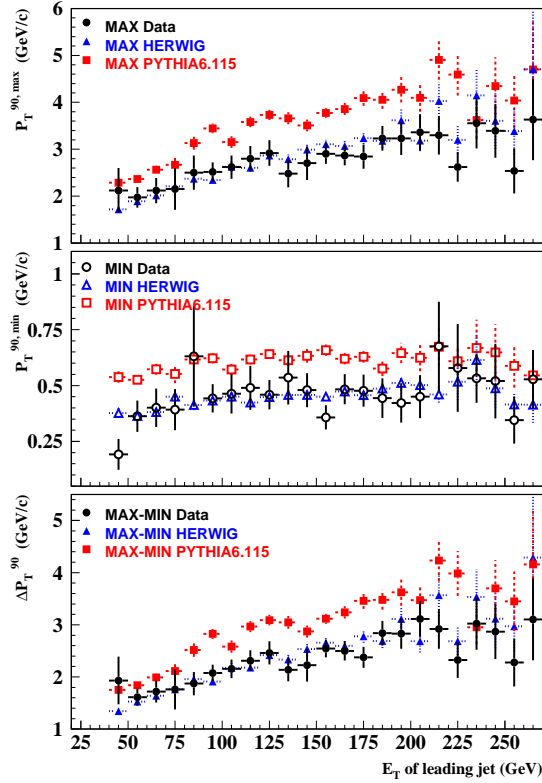 P_T^90, max (GeV/c)
6
5
4
3
2
1
MAX Data
MAX HERWIG
MAX PYTHIA6.115
P_T^90, min (GeV/c)
1
0.75
0.5
0.25
MIN Data
MIN HERWIG
MIN PYTHIA6.115
ΔP_T^90 (GeV/c)
5
4
3
2
1
MAX-MIN Data
MAX-MIN HERWIG
MAX-MIN PYTHIA6.115
25 50 75 100 125 150 175 200 225 250
E_T of leading jet (GeV)